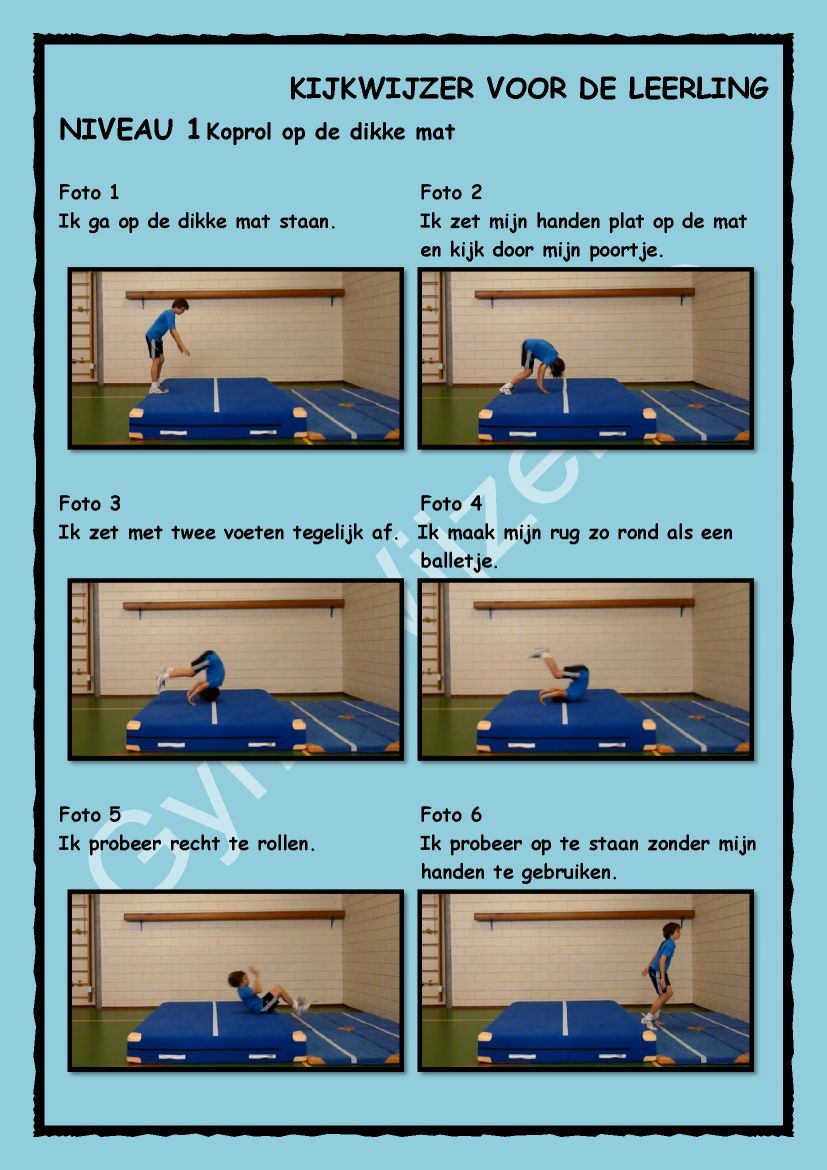 KIJKWIJZER VOOR DE LEERLING
NIVEAU 1 Koprol op de dikke mat
Foto 1
Ik ga op de dikke mat staan.
Foto 2
Ik zet mijn handen plat op de mat
en kijk door mijn poortje.
Foto 3
Ik zet met twee voeten tegelijk af.
Foto 4
Ik maak mijn rug zo rond als een
balletje.
Foto 5
Ik probeer recht te rollen.
Foto 6
Ik probeer op te staan zonder mijn
handen te gebruiken.